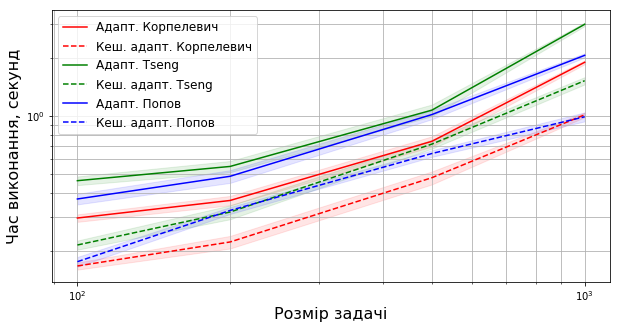 Адапт. Корпелевич
Кеш. адапт. Корпелевич
Адапт. Tseng
Кеш. адапт. Tseng
Адапт. Попов
Кеш. адапт. Попов
Час виконання, секунд
10⁰
10² 10³
Розмір задачі